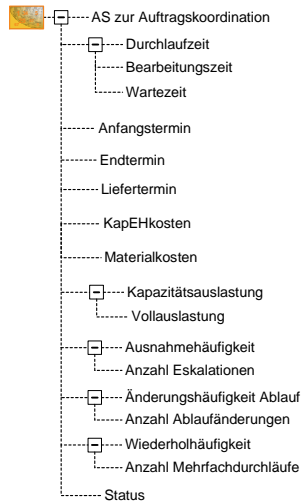 AS zur Auftragskoordination
Durchlaufzeit
Bearbeitungszeit
Wartezeit
Anfangstermin
Endtermin
Liefertermin
KapEHkosten
Materialkosten
Kapazitätsauslastung
Vollauslastung
Ausnahmehäufigkeit
Anzahl Eskalationen
Änderungshäufigkeit Ablauf
Anzahl Ablaufänderungen
Wiederholhäufigkeit
Anzahl Mehrfachdurchläufe
Status